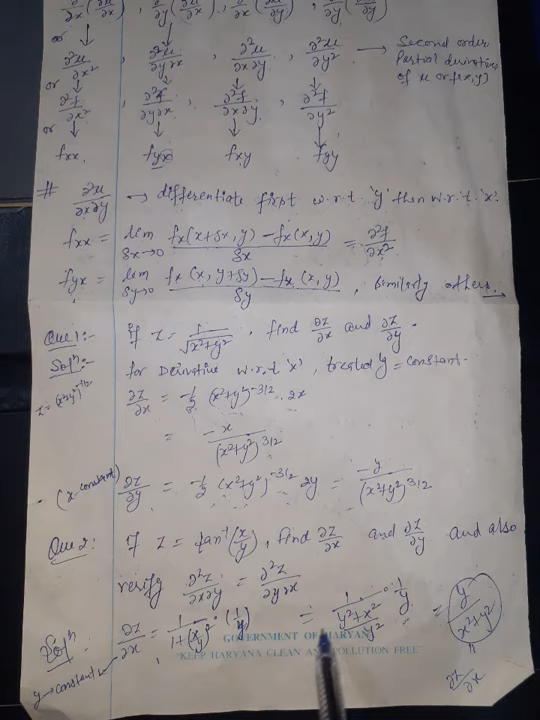 ∂/∂x(∂u/∂x), ∂/∂y(∂u/∂x), ∂/∂x(∂u/∂y), ∂/∂y(∂u/∂y)
or ↓
∂²u/∂x², ∂²u/∂y∂x, ∂²u/∂x∂y, ∂²u/∂y² → Second order Partial derivatives of u or f(x,y)
or ↓ ↓ ↓ ↓
∂²f/∂x², ∂²f/∂y∂x, ∂²f/∂x∂y, ∂²f/∂y²
or ↓ ↓ ↓ ↓
fxx, fyx fxy fyy
# ∂²u/∂x∂y → differentiate first w.r.t 'y' then w.r.t. 'x'.
fxx = lim δx→0 fx(x+δx, y) – fx(x, y)/δx = ∂²f/∂x²
fyx = lim δy→0 fx(x, y+δy) – fx(x, y)/δy, similarly others.
Que 1:- If Z = 1/√x²+y², find ∂z/∂x and ∂z/∂y.
Solⁿ:- for Derivative w.r.t 'x', treated y = constant.
z = (x²+y²)^-1/2 ∂z/∂x = -1/2 (x²+y²)^-3/2 . 2x
= -x/(x²+y²)^3/2
(x constant) ∂z/∂y = -1/2 (x²+y²)^-3/2 2y = -y/(x²+y²)^3/2
Que 2: If Z = tan⁻¹(x/y), find ∂z/∂x and ∂z/∂y and also
verify ∂²z/∂x∂y = ∂²z/∂y∂x
Solⁿ: ∂z/∂x = 1/1+(x/y)² . (1/y) = 1/y²+x²/y² . 1/y = y/x²+y²
y → constant
∂z/∂x
GOVERNMENT OF HARYAN
"KEEP HARYANA CLEAN AND POLLUTION FREE"